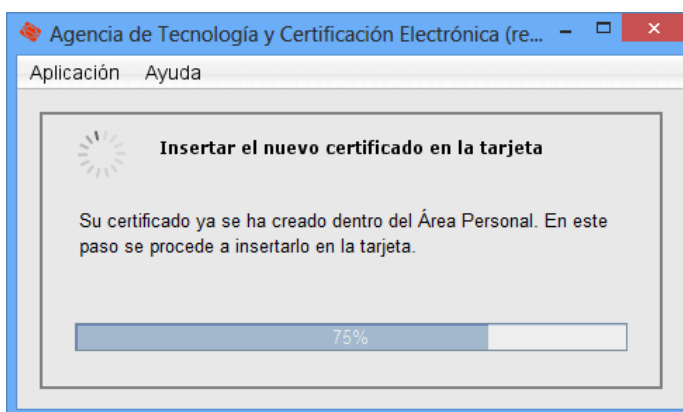 Agencia de Tecnología y Certificación Electrónica (re...
Aplicación Ayuda
Insertar el nuevo certificado en la tarjeta
Su certificado ya se ha creado dentro del Área Personal. En este
paso se procede a insertarlo en la tarjeta.
75%